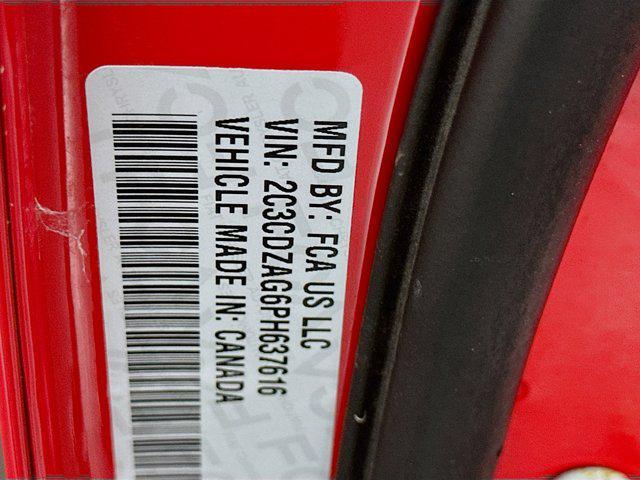 MFD BY: FCA US LLC
VIN: 2C3CDZAG6PH637616
VEHICLE MADE IN: CANADA